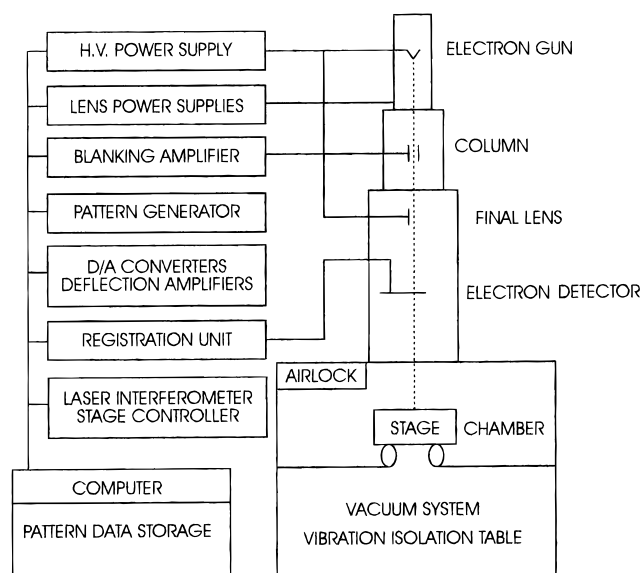 H.V. POWER SUPPLY
LENS POWER SUPPLIES
BLANKING AMPLIFIER
PATTERN GENERATOR
D/A CONVERTERS
DEFLECTION AMPLIFIERS
REGISTRATION UNIT
LASER INTERFEROMETER
STAGE CONTROLLER
COMPUTER
PATTERN DATA STORAGE
ELECTRON GUN
COLUMN
FINAL LENS
ELECTRON DETECTOR
AIRLOCK
STAGE
CHAMBER
VACUUM SYSTEM
VIBRATION ISOLATION TABLE